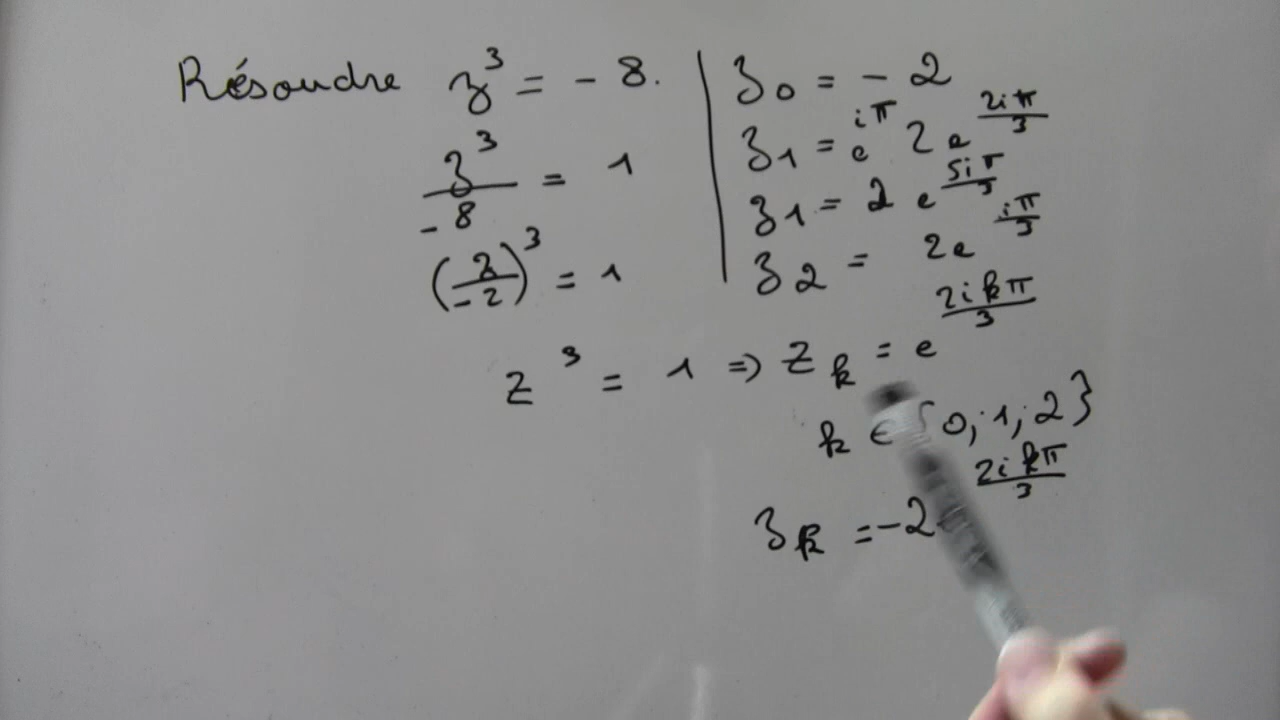 Résoudre z³ = - 8.
z³/-8 = 1
(z/-2)³ = 1
z₀ = - 2
z₁ = e^(iπ) 2 e^(2iπ/3)
z₁ = 2 e^(5iπ/3)
z₂ = 2e^(iπ/3)
Z³ = 1 => Z_k = e^(2ikπ/3)
k ∈ {0, 1, 2}
z_k = -2 ^(2ikπ/3)